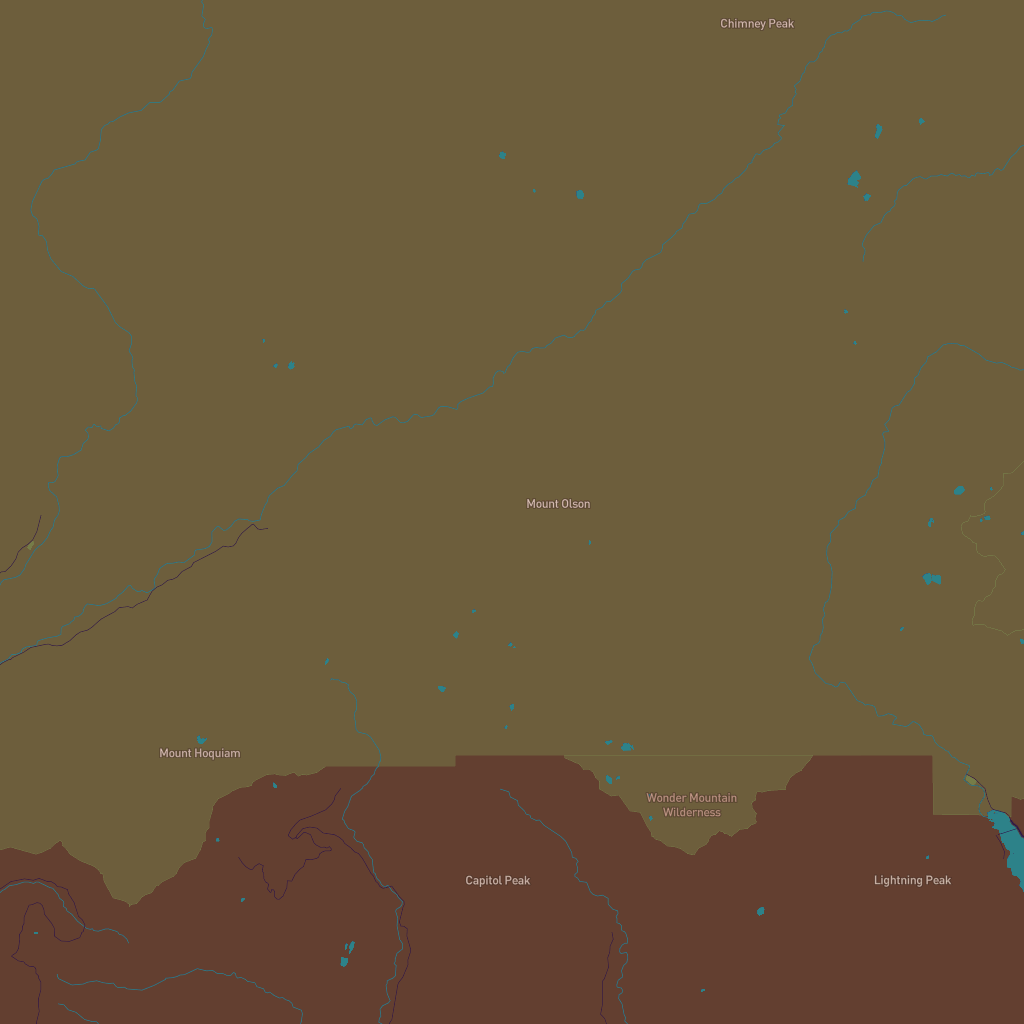 Chimney Peak
Mount Olson
Mount Hoquiam
Wonder Mountain
Wilderness
Capitol Peak
Lightning Peak